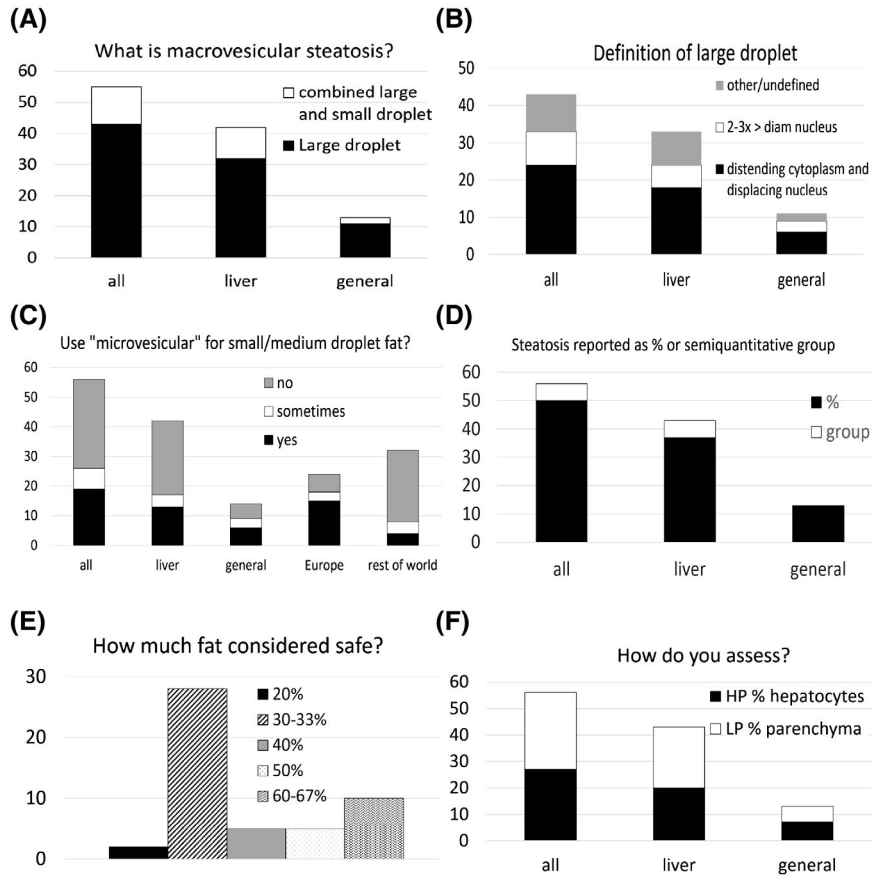 (A)
What is macrovesicular steatosis?
60
50
40
30
20
10
0
combined large
and small droplet
Large droplet
all liver general
(B)
Definition of large droplet
50
40
30
20
10
0
other/undefined
2-3x > diam nucleus
distending cytoplasm and
displacing nucleus
all liver general
(C)
Use "microvesicular" for small/medium droplet fat?
60
50
40
30
20
10
0
no
sometimes
yes
all liver general Europe rest of world
(D)
Steatosis reported as % or semiquantitative group
60
50
40
30
20
10
0
%
group
all liver general
(E)
How much fat considered safe?
30
20
10
0
20%
30-33%
40%
50%
60-67%
(F)
How do you assess?
60
50
40
30
20
10
0
HP % hepatocytes
LP % parenchyma
all liver general